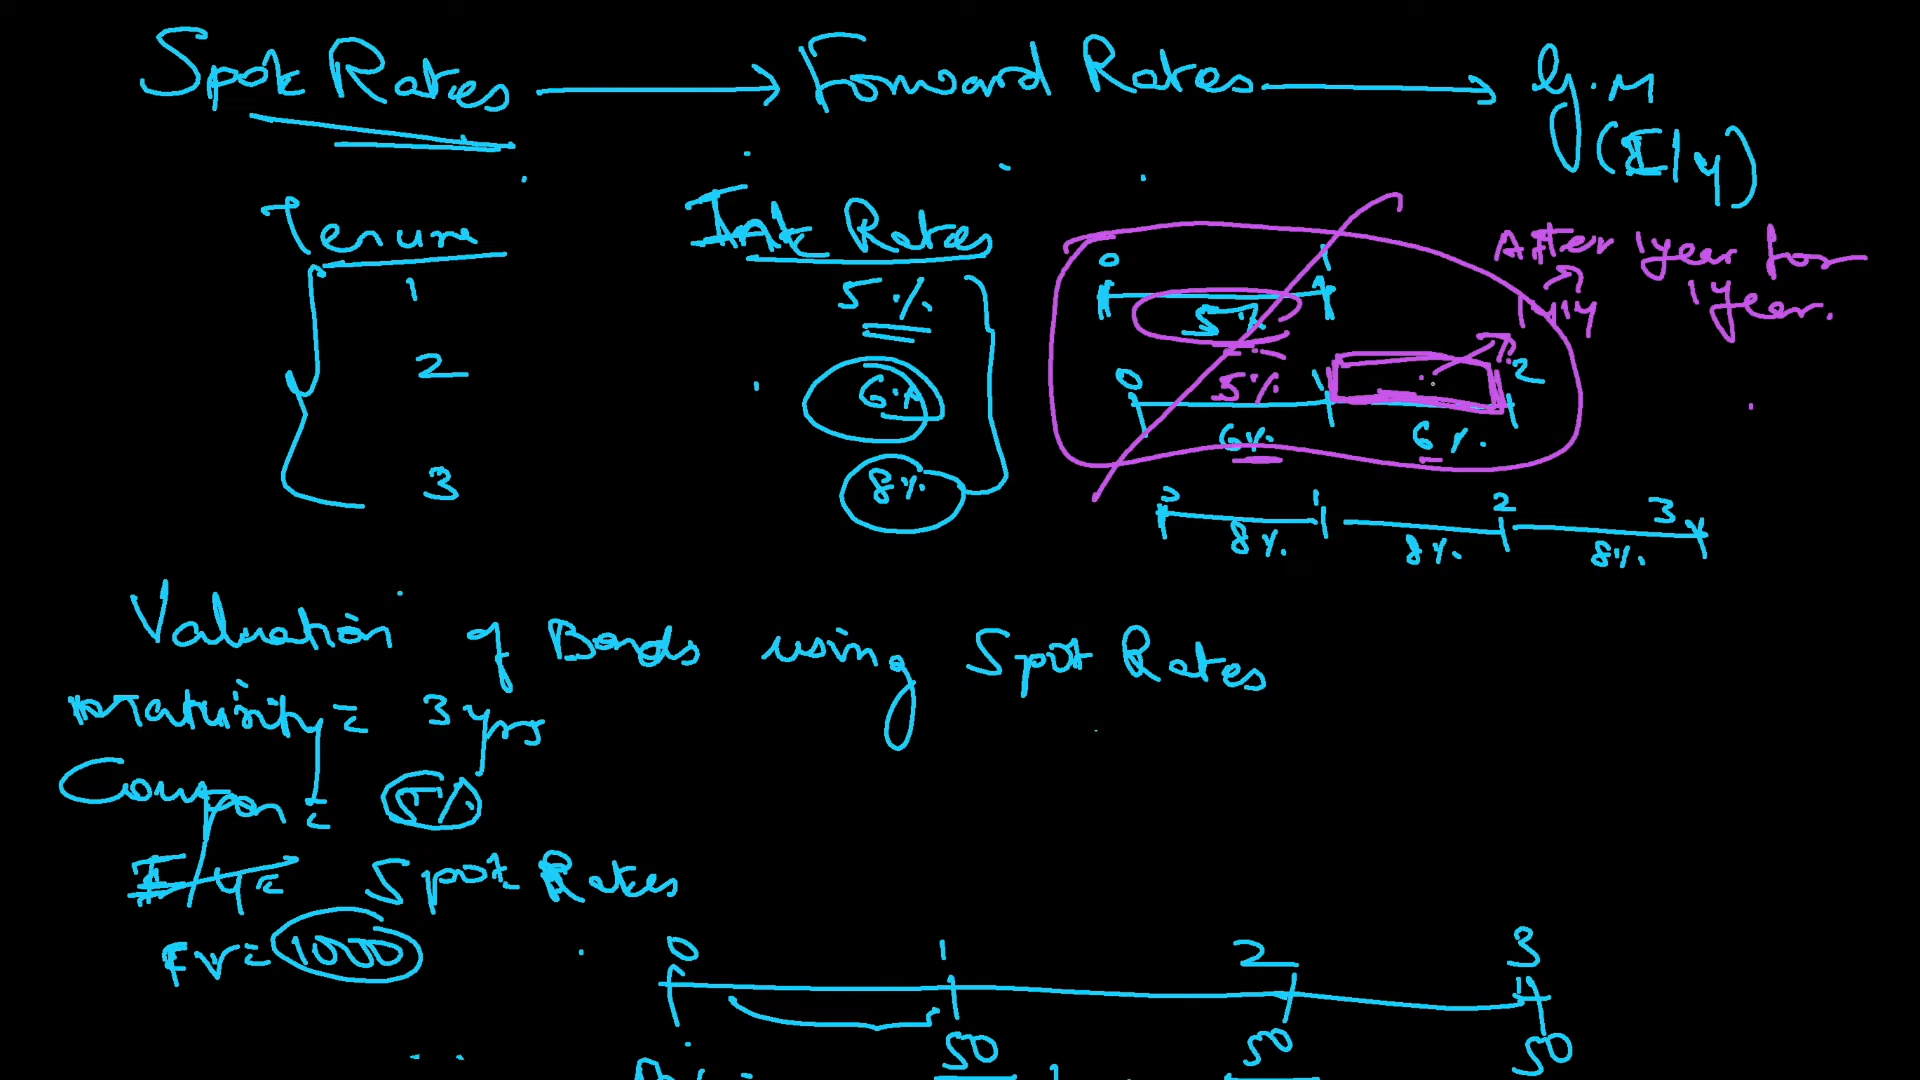 Spot Rates → Forward Rates → G.M
(I/Y)
Tenure Int Rates
1 5%
2 6%
3 8%
0 1
5%
0 1 2
5%
6% 6%
After 1 year for
1 year.
1y1y
0 1 2 3
8% 8% 8%
Valuation of Bonds using Spot Rates
Maturity = 3 yrs
Coupon = 5%
I/Y = Spot Rates
FV = 1000
0 1 2 3
50 50 50